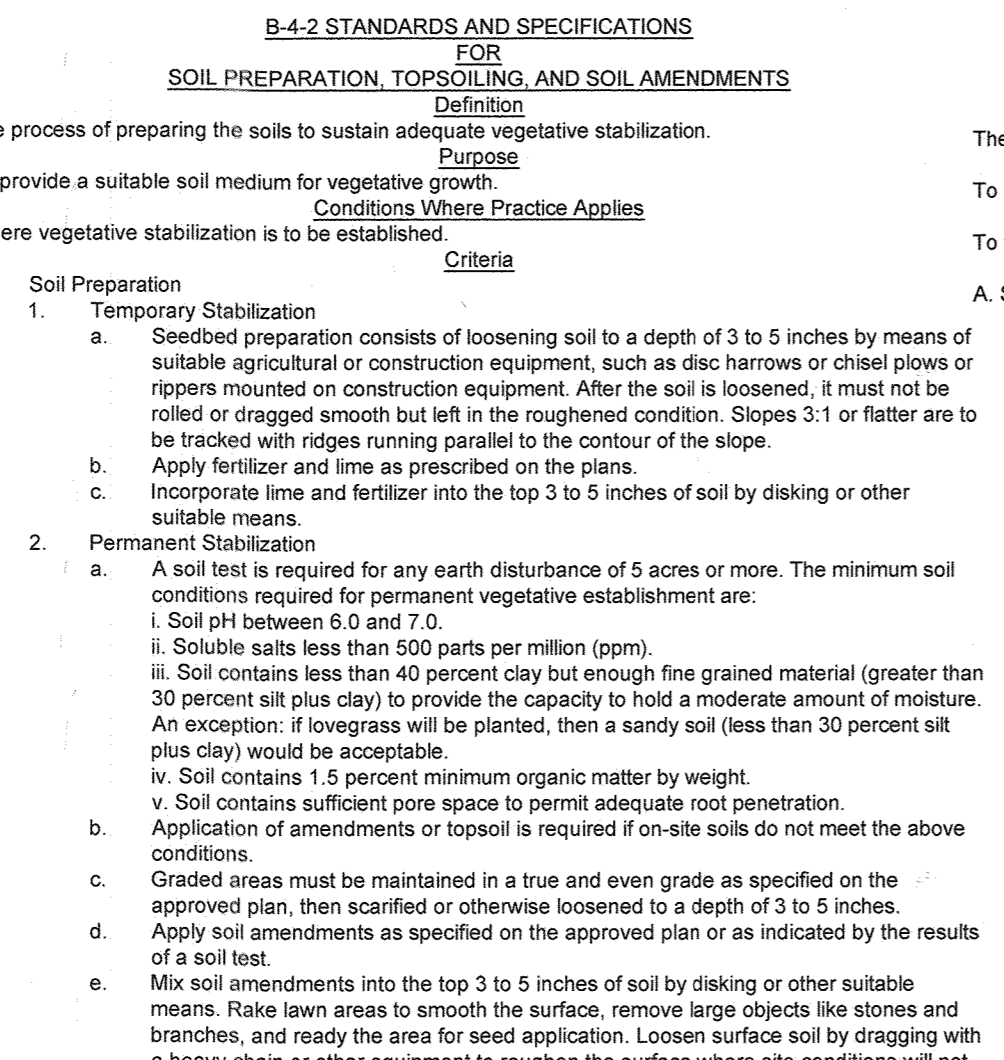 B-4-2 STANDARDS AND SPECIFICATIONS
FOR
SOIL PREPARATION, TOPSOILING, AND SOIL AMENDMENTS
Definition
process of preparing the soils to sustain adequate vegetative stabilization.
Purpose
provide a suitable soil medium for vegetative growth.
Conditions Where Practice Applies
ere vegetative stabilization is to be established.
Criteria
Soil Preparation
1. Temporary Stabilization
a. Seedbed preparation consists of loosening soil to a depth of 3 to 5 inches by means of
suitable agricultural or construction equipment, such as disc harrows or chisel plows or
rippers mounted on construction equipment. After the soil is loosened, it must not be
rolled or dragged smooth but left in the roughened condition. Slopes 3:1 or flatter are to
be tracked with ridges running parallel to the contour of the slope.
b. Apply fertilizer and lime as prescribed on the plans.
c. Incorporate lime and fertilizer into the top 3 to 5 inches of soil by disking or other
suitable means.
2. Permanent Stabilization
a. A soil test is required for any earth disturbance of 5 acres or more. The minimum soil
conditions required for permanent vegetative establishment are:
i. Soil pH between 6.0 and 7.0.
ii. Soluble salts less than 500 parts per million (ppm).
iii. Soil contains less than 40 percent clay but enough fine grained material (greater than
30 percent silt plus clay) to provide the capacity to hold a moderate amount of moisture.
An exception: if lovegrass will be planted, then a sandy soil (less than 30 percent silt
plus clay) would be acceptable.
iv. Soil contains 1.5 percent minimum organic matter by weight.
v. Soil contains sufficient pore space to permit adequate root penetration.
b. Application of amendments or topsoil is required if on-site soils do not meet the above
conditions.
c. Graded areas must be maintained in a true and even grade as specified on the
approved plan, then scarified or otherwise loosened to a depth of 3 to 5 inches.
d. Apply soil amendments as specified on the approved plan or as indicated by the results
of a soil test.
e. Mix soil amendments into the top 3 to 5 inches of soil by disking or other suitable
means. Rake lawn areas to smooth the surface, remove large objects like stones and
branches, and ready the area for seed application. Loosen surface soil by dragging with
a heavy chain or other equipment to roughen the surface where site conditions will not
The
To
To
A. S